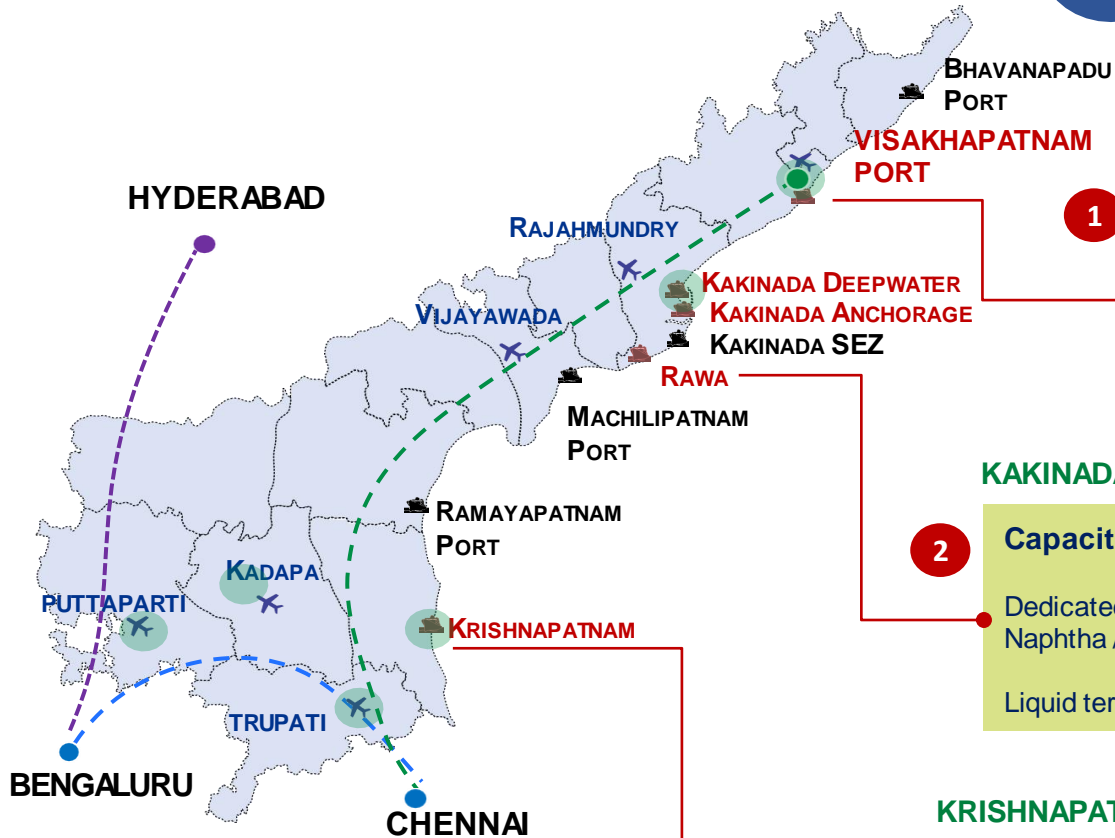 BHAVANAPADU
PORT
VISAKHAPATNAM
PORT
HYDERABAD
1
RAJAHMUNDRY
KAKINADA DEEPWATER
VIJAYAWADA
KAKINADA ANCHORAGE
KAKINADA SEZ
RAWA
MACHILIPATNAM
PORT
KAKINADA
2
Capacit
RAMAYAPATNAM
PORT
KADAPA
Dedicated
PUTTAPARTI
Naphtha
KRISHNAPATNAM
Liquid ter
TRUPATI
BENGALURU
CHENNAI
KRISHNAPAT